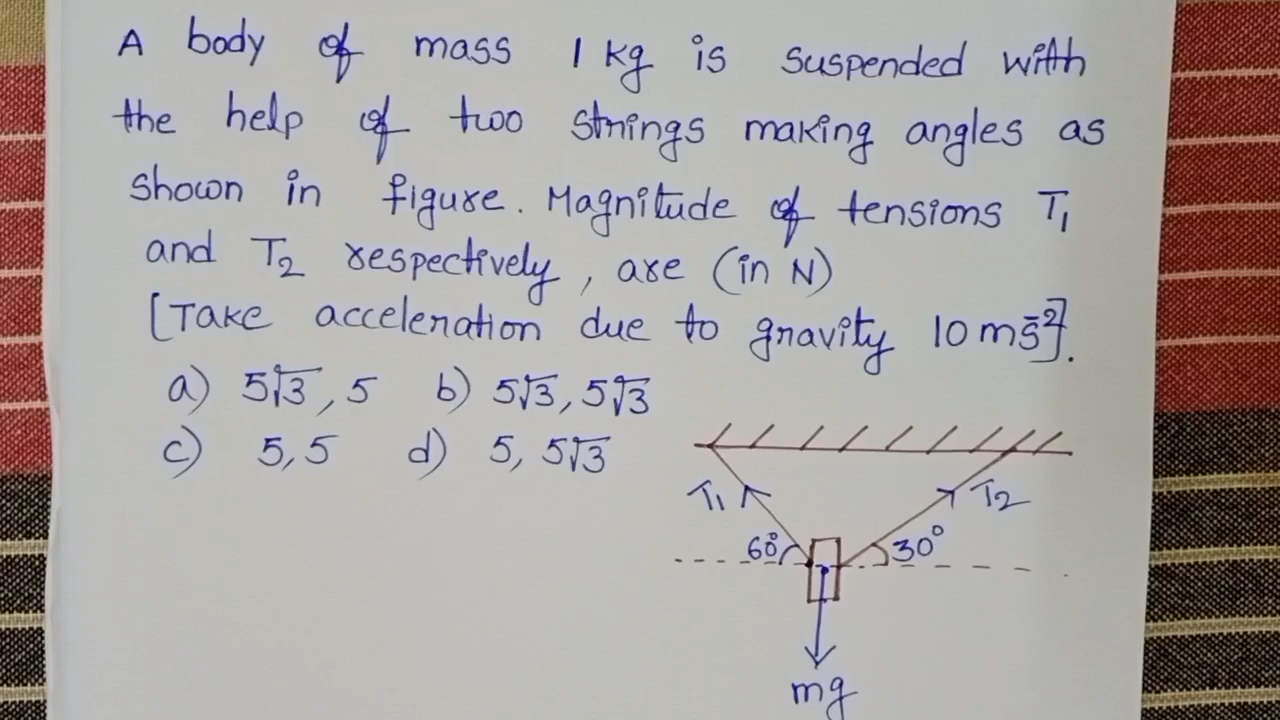 A body of mass 1 kg is suspended with
the help of two strings making angles as
shown in figure. Magnitude of tensions T₁
and T₂ respectively, are (in N)
[Take acceleration due to gravity 10 ms⁻²].
a) 5√3, 5 b) 5√3, 5√3
c) 5, 5 d) 5, 5√3
T₁ T₂
60° 30°
mg